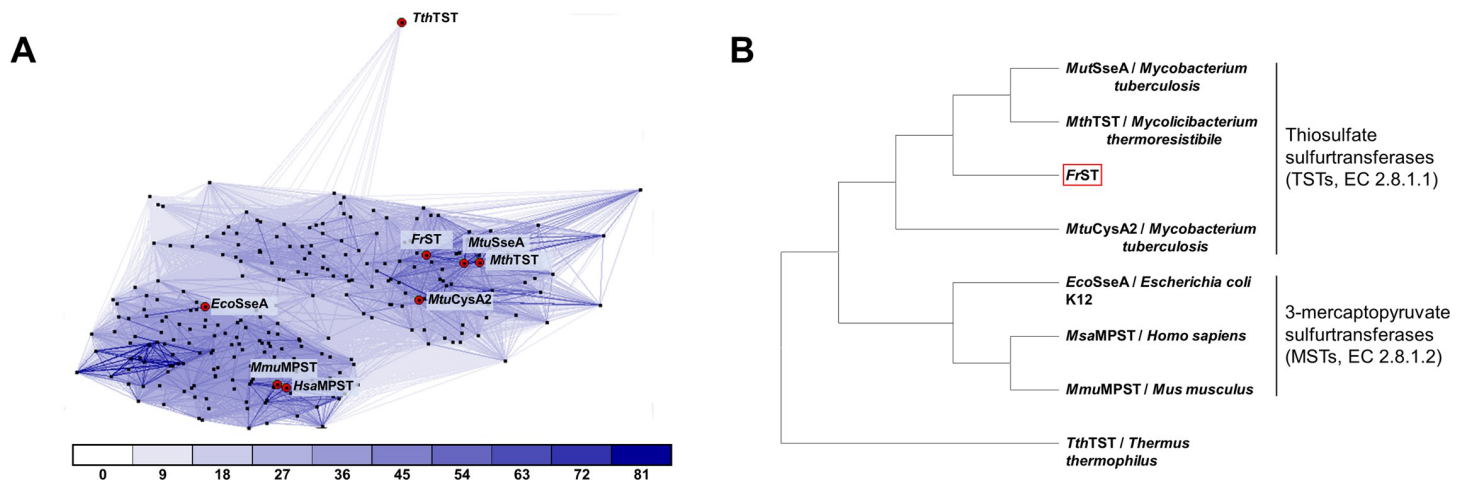 A
TthTST
FrST
MtuSseA
MthTST
EcoSseA
MtuCysA2
MmuMPST
HsaMPST
0 9 18 27 36 45 54 63 72 81
B
MutSseA / Mycobacterium
tuberculosis
MthTST / Mycolicibacterium
thermoresistibile
FrST
MtuCysA2 / Mycobacterium
tuberculosis
Thiosulfate
sulfurtransferases
(TSTs, EC 2.8.1.1)
EcoSseA / Escherichia coli
K12
MsaMPST / Homo sapiens
MmuMPST / Mus musculus
3-mercaptopyruvate
sulfurtransferases
(MSTs, EC 2.8.1.2)
TthTST / Thermus
thermophilus